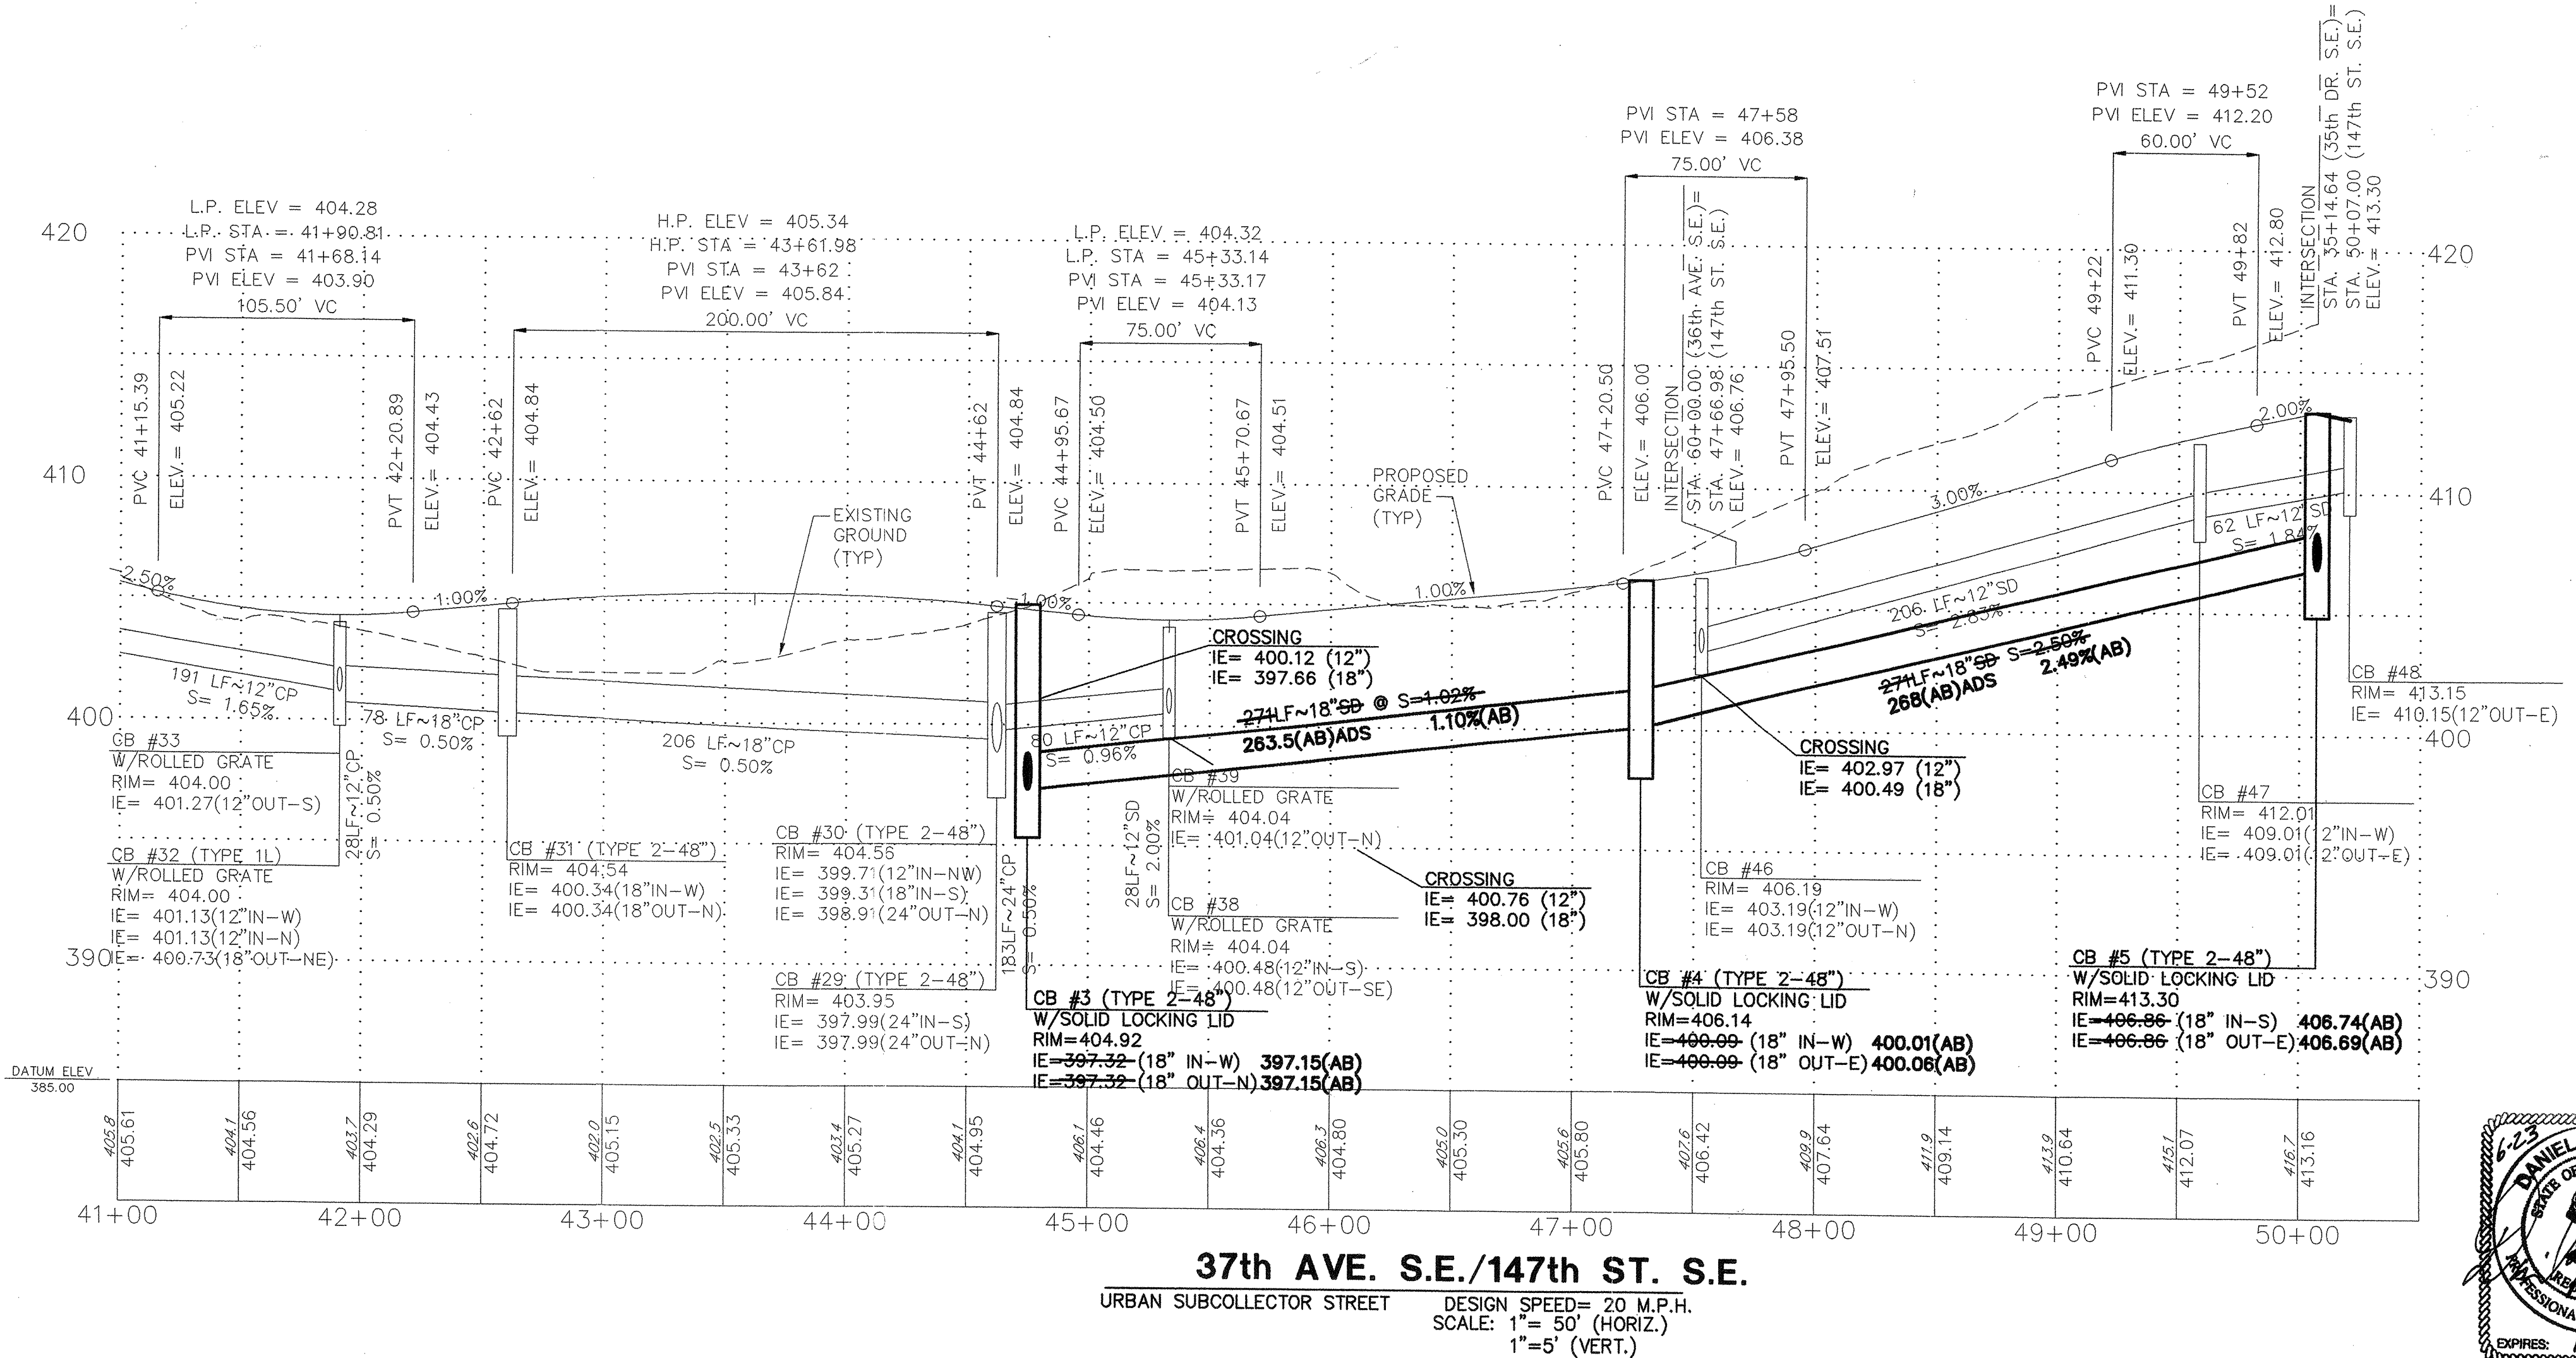 L.P. ELEV = 404.28
L.P. STA = 41+90.81
PVI STA = 41+68.14
PVI ELEV = 403.90
105.50' VC
H.P. ELEV = 405.34
H.P. STA = 43+61.98
PVI STA = 43+62
PVI ELEV = 405.84
200.00' VC
L.P. ELEV = 404.32
L.P. STA = 45+33.14
PVI STA = 45+33.17
PVI ELEV = 404.13
75.00' VC
PVI STA = 47+58
PVI ELEV = 406.38
75.00' VC
PVI STA = 49+52
PVI ELEV = 412.20
60.00' VC
INTERSECTION
STA. 35+14.64 (35th DR. S.E.)=
STA. 50+07.00 (147th ST. S.E.)
ELEV.= 413.30
420
420
410
410
400
400
390
390
PVC 41+15.39
ELEV.= 405.22
PVT 42+20.89
ELEV.= 404.43
PVC 42+62
ELEV.= 404.84
PVT 44+62
ELEV.= 404.84
PVC 44+95.67
ELEV.= 404.50
PVT 45+70.67
ELEV.= 404.51
PVC 47+20.50
ELEV.= 406.00
INTERSECTION
STA. 60+00.00 (36th AVE. S.E.)=
STA. 47+66.98 (147th ST. S.E.)
ELEV.= 406.76
PVT 47+95.50
ELEV.= 407.51
PVC 49+22
ELEV.= 411.30
PVT 49+82
ELEV.= 412.80
EXISTING
GROUND
(TYP)
PROPOSED
GRADE
(TYP)
2.50%
1.00%
1.00%
1.00%
3.00%
2.00%
191 LF~12"CP
S= 1.65%
78 LF~18"CP
S= 0.50%
206 LF~18"CP
S= 0.50%
80 LF~12"CP
S= 0.96%
CROSSING
IE= 400.12 (12")
IE= 397.66 (18")
271LF~18"SD @ S=1.02%
263.5(AB)ADS 1.10%(AB)
206 LF~12"SD
S= 2.83%
271LF~18"SD S=2.50%
268(AB)ADS 2.49%(AB)
62 LF~12"SD
S= 1.84%
CROSSING
IE= 402.97 (12")
IE= 400.49 (18")
CB #48
RIM= 413.15
IE= 410.15(12"OUT-E)
CB #47
RIM= 412.01
IE= 409.01(12"IN-W)
IE= 409.01(12"OUT-E)
CB #33
W/ROLLED GRATE
RIM= 404.00
IE= 401.27(12"OUT-S)
28LF~12"CP
S= 0.50%
CB #32 (TYPE 1L)
W/ROLLED GRATE
RIM= 404.00
IE= 401.13(12"IN-W)
IE= 401.13(12"IN-N)
IE= 400.73(18"OUT-NE)
CB #31 (TYPE 2-48")
RIM= 404.54
IE= 400.34(18"IN-W)
IE= 400.34(18"OUT-N)
CB #30 (TYPE 2-48")
RIM= 404.56
IE= 399.71(12"IN-NW)
IE= 399.31(18"IN-S)
IE= 398.91(24"OUT-N)
183LF~24"CP
S= 0.50%
CB #29 (TYPE 2-48")
RIM= 403.95
IE= 397.99(24"IN-S)
IE= 397.99(24"OUT-N)
28LF~12"SD
S= 2.00%
CB #39
W/ROLLED GRATE
RIM= 404.04
IE= 401.04(12"OUT-N)
CB #38
W/ROLLED GRATE
RIM= 404.04
IE= 400.48(12"IN-S)
IE= 400.48(12"OUT-SE)
CROSSING
IE= 400.76 (12")
IE= 398.00 (18")
CB #46
RIM= 406.19
IE= 403.19(12"IN-W)
IE= 403.19(12"OUT-N)
CB #3 (TYPE 2-48")
W/SOLID LOCKING LID
RIM=404.92
IE=397.32 (18" IN-W) 397.15(AB)
IE=397.32 (18" OUT-N)397.15(AB)
CB #4 (TYPE 2-48")
W/SOLID LOCKING LID
RIM=406.14
IE=400.09 (18" IN-W) 400.01(AB)
IE=400.09 (18" OUT-E) 400.06(AB)
CB #5 (TYPE 2-48")
W/SOLID LOCKING LID
RIM=413.30
IE=406.86 (18" IN-S) 406.74(AB)
IE=406.86 (18" OUT-E) 406.69(AB)
DATUM ELEV
385.00
405.8 405.61
404.1 404.56
403.7 404.29
402.6 404.72
402.0 405.15
402.5 405.33
403.4 405.27
404.1 404.95
406.1 404.46
406.4 404.36
406.3 404.80
405.0 405.30
405.6 405.80
407.6 406.42
409.9 407.64
411.9 409.14
413.9 410.64
415.1 412.07
416.7 413.16
41+00 42+00 43+00 44+00 45+00 46+00 47+00 48+00 49+00 50+00
37th AVE. S.E./147th ST. S.E.
URBAN SUBCOLLECTOR STREET DESIGN SPEED= 20 M.P.H.
SCALE: 1"= 50' (HORIZ.)
1"=5' (VERT.)
6-23
DANIEL
STATE OF
EXPIRES: